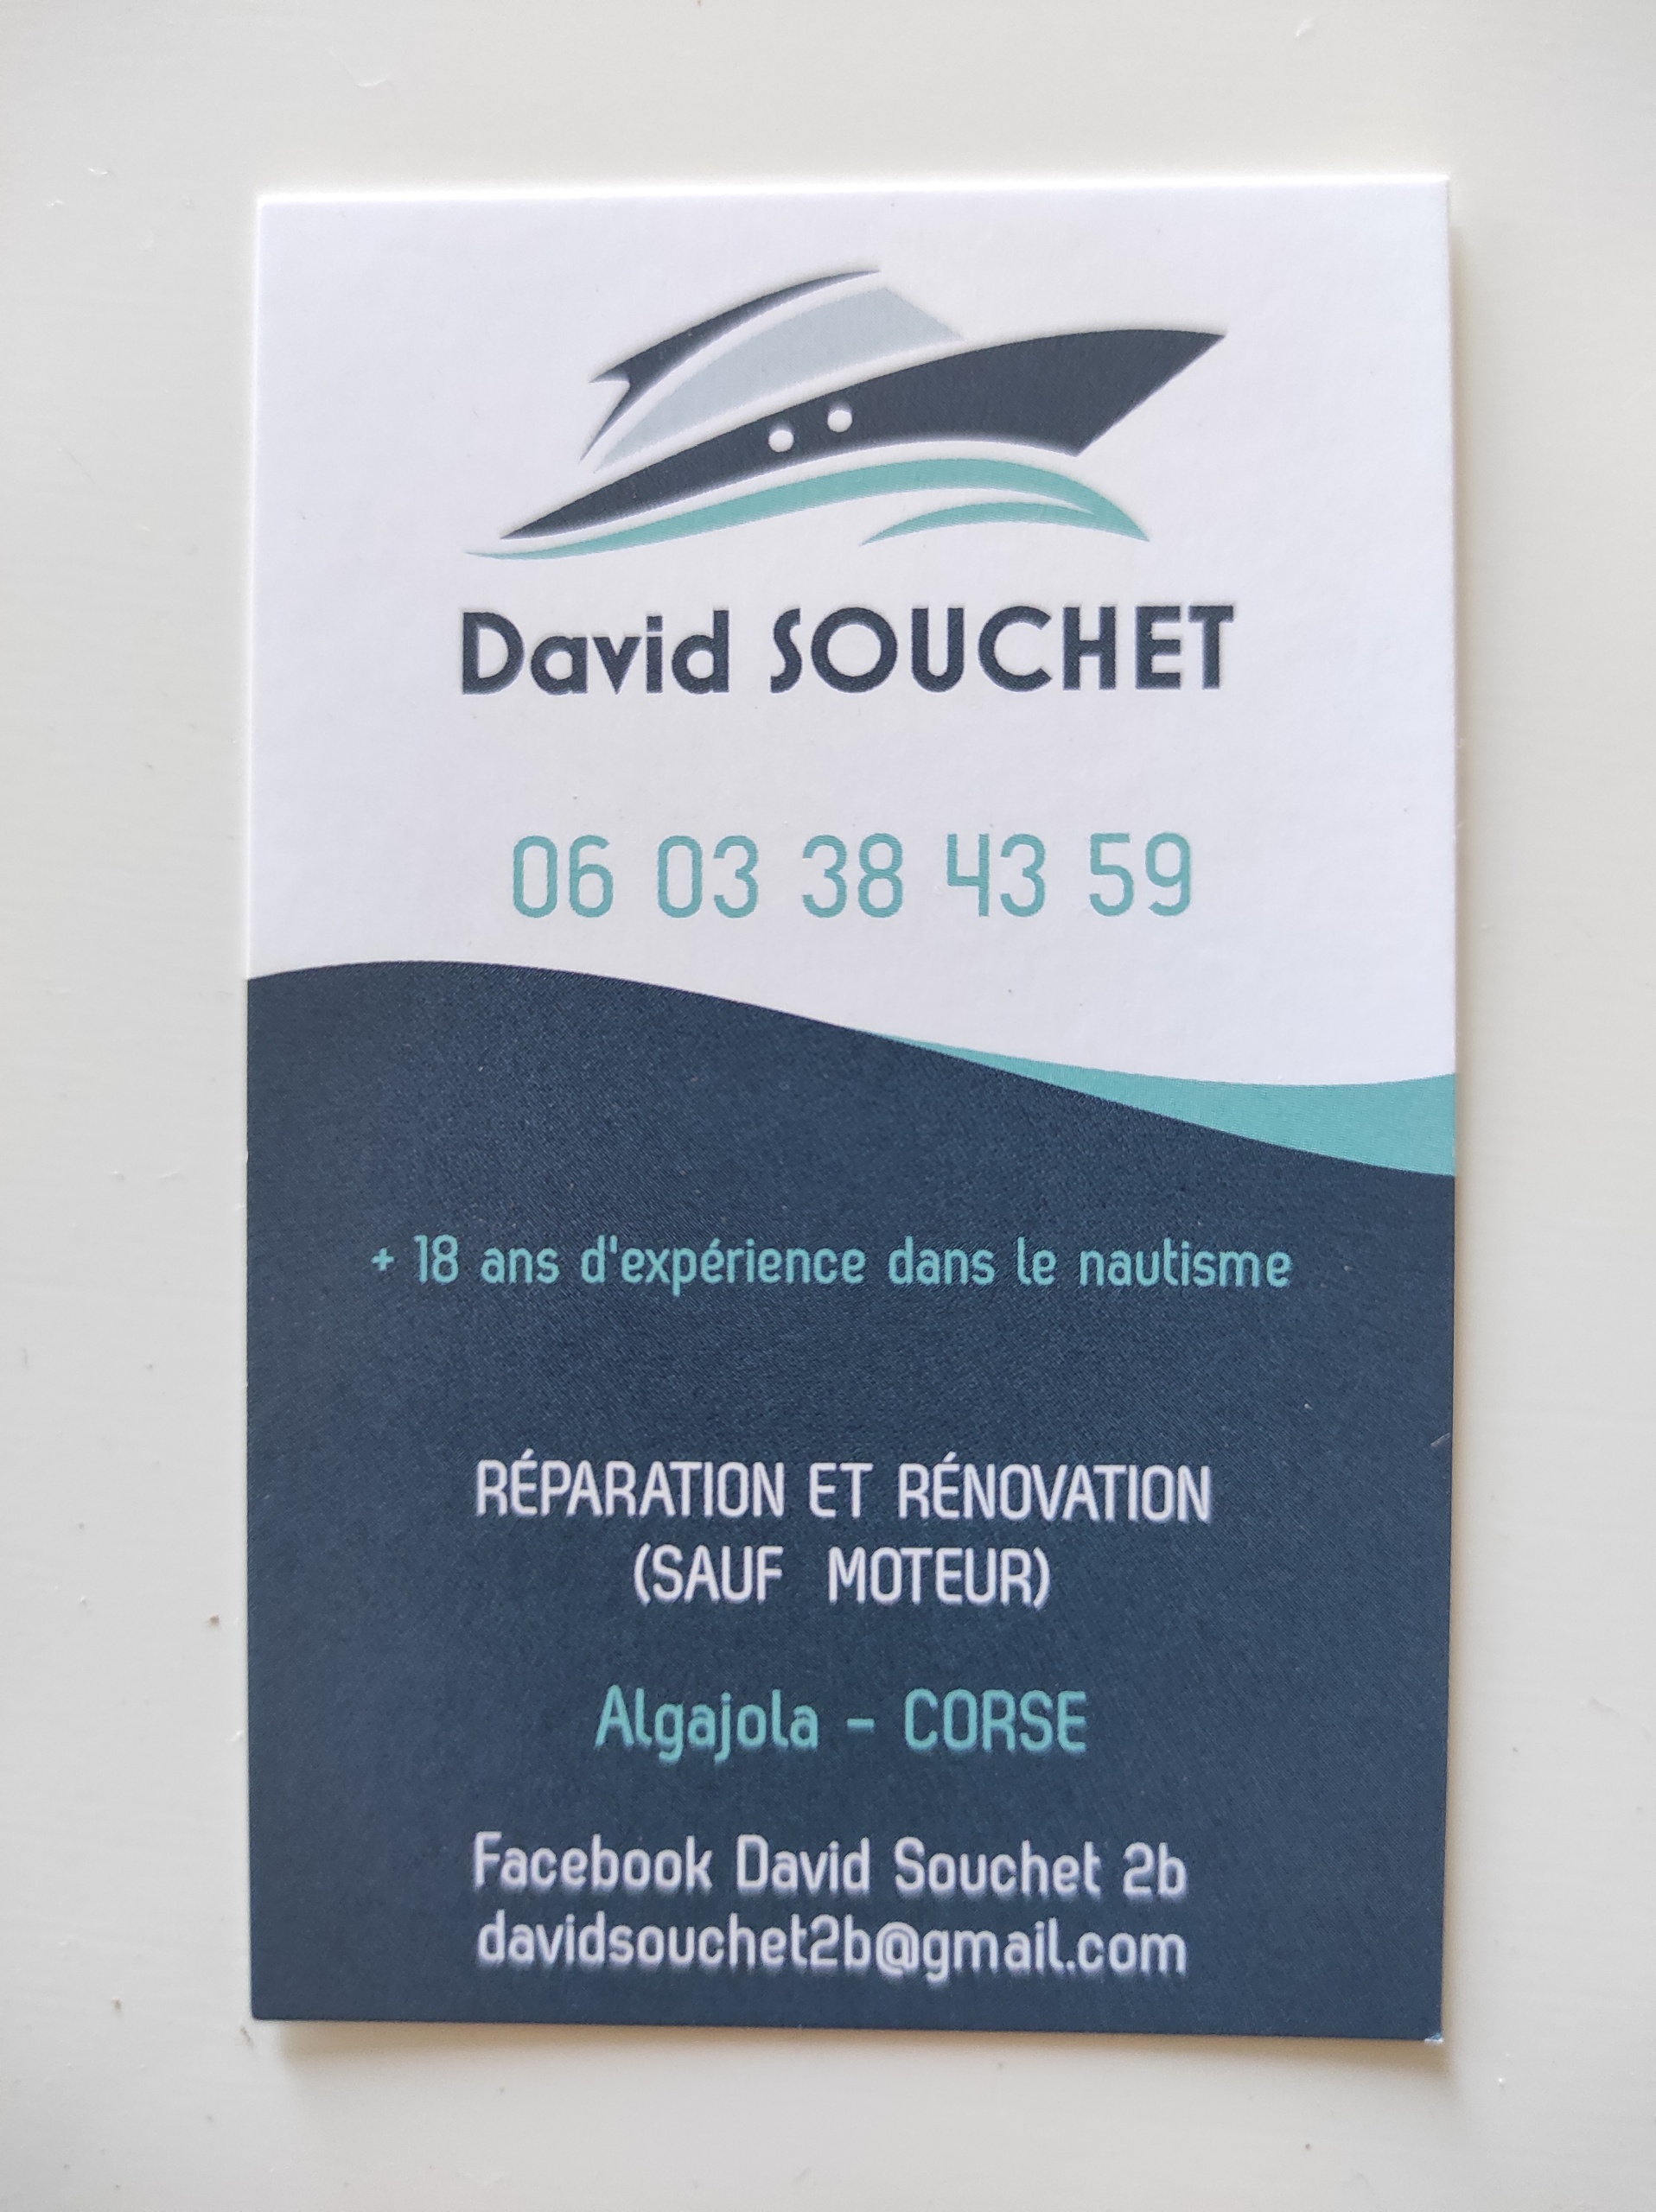 David SOUCHET
06 03 38 43 59
+ 18 ans d'expérience dans le nautisme
RÉPARATION ET RÉNOVATION
(SAUF MOTEUR)
Algajola - CORSE
Facebook David Souchet 2b
davidsouchet2b@gmail.com